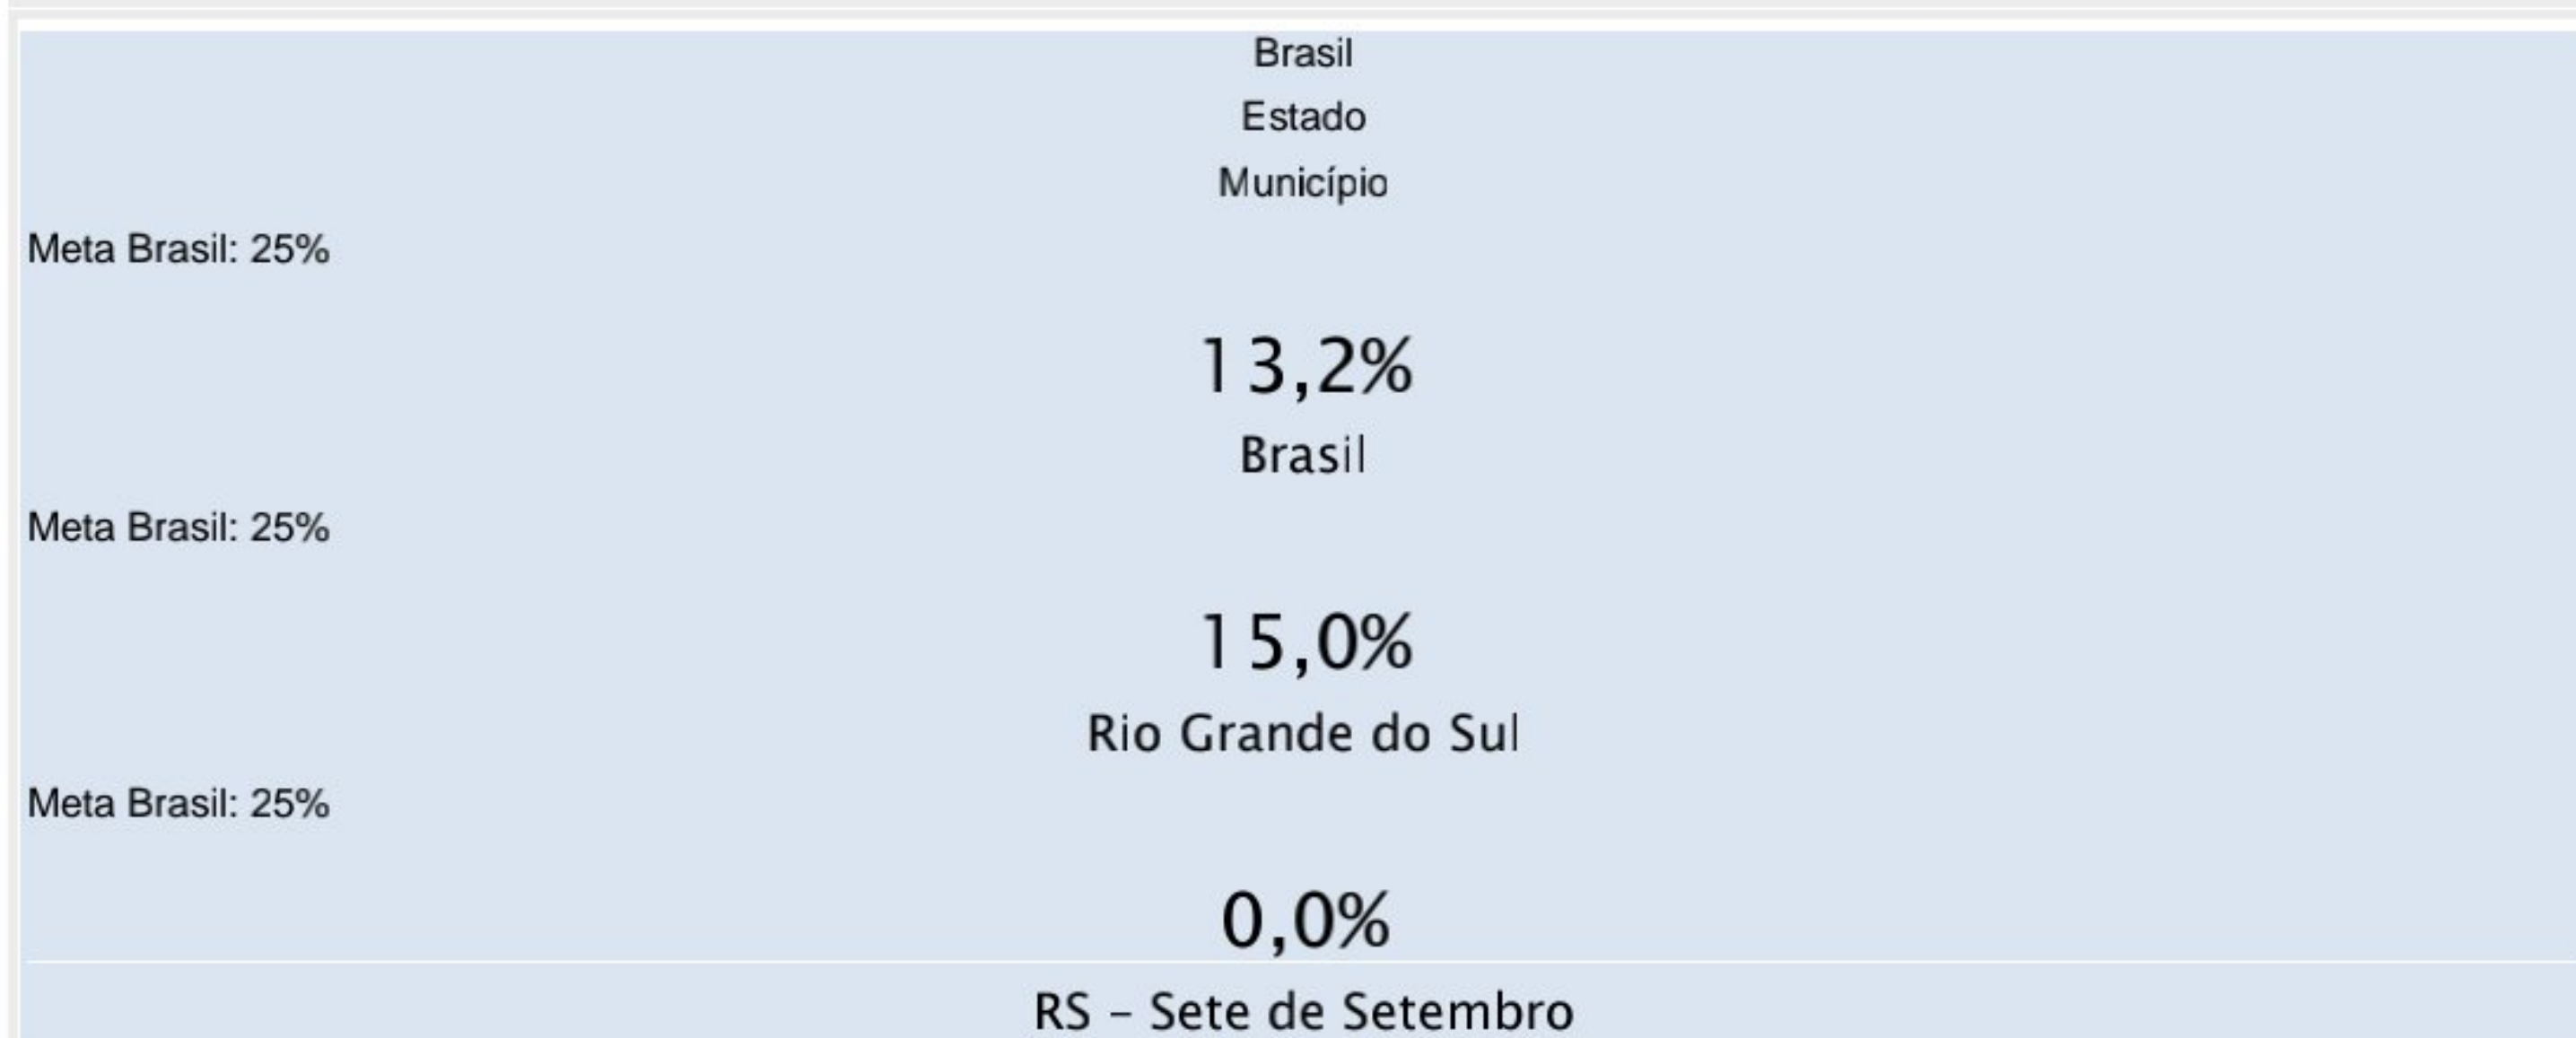 Brasil
Estado
Município
Meta Brasil: 25%
13,2%
Brasil
Meta Brasil: 25%
15,0%
Rio Grande do Sul
Meta Brasil: 25%
0,0%
RS – Sete de Setembro